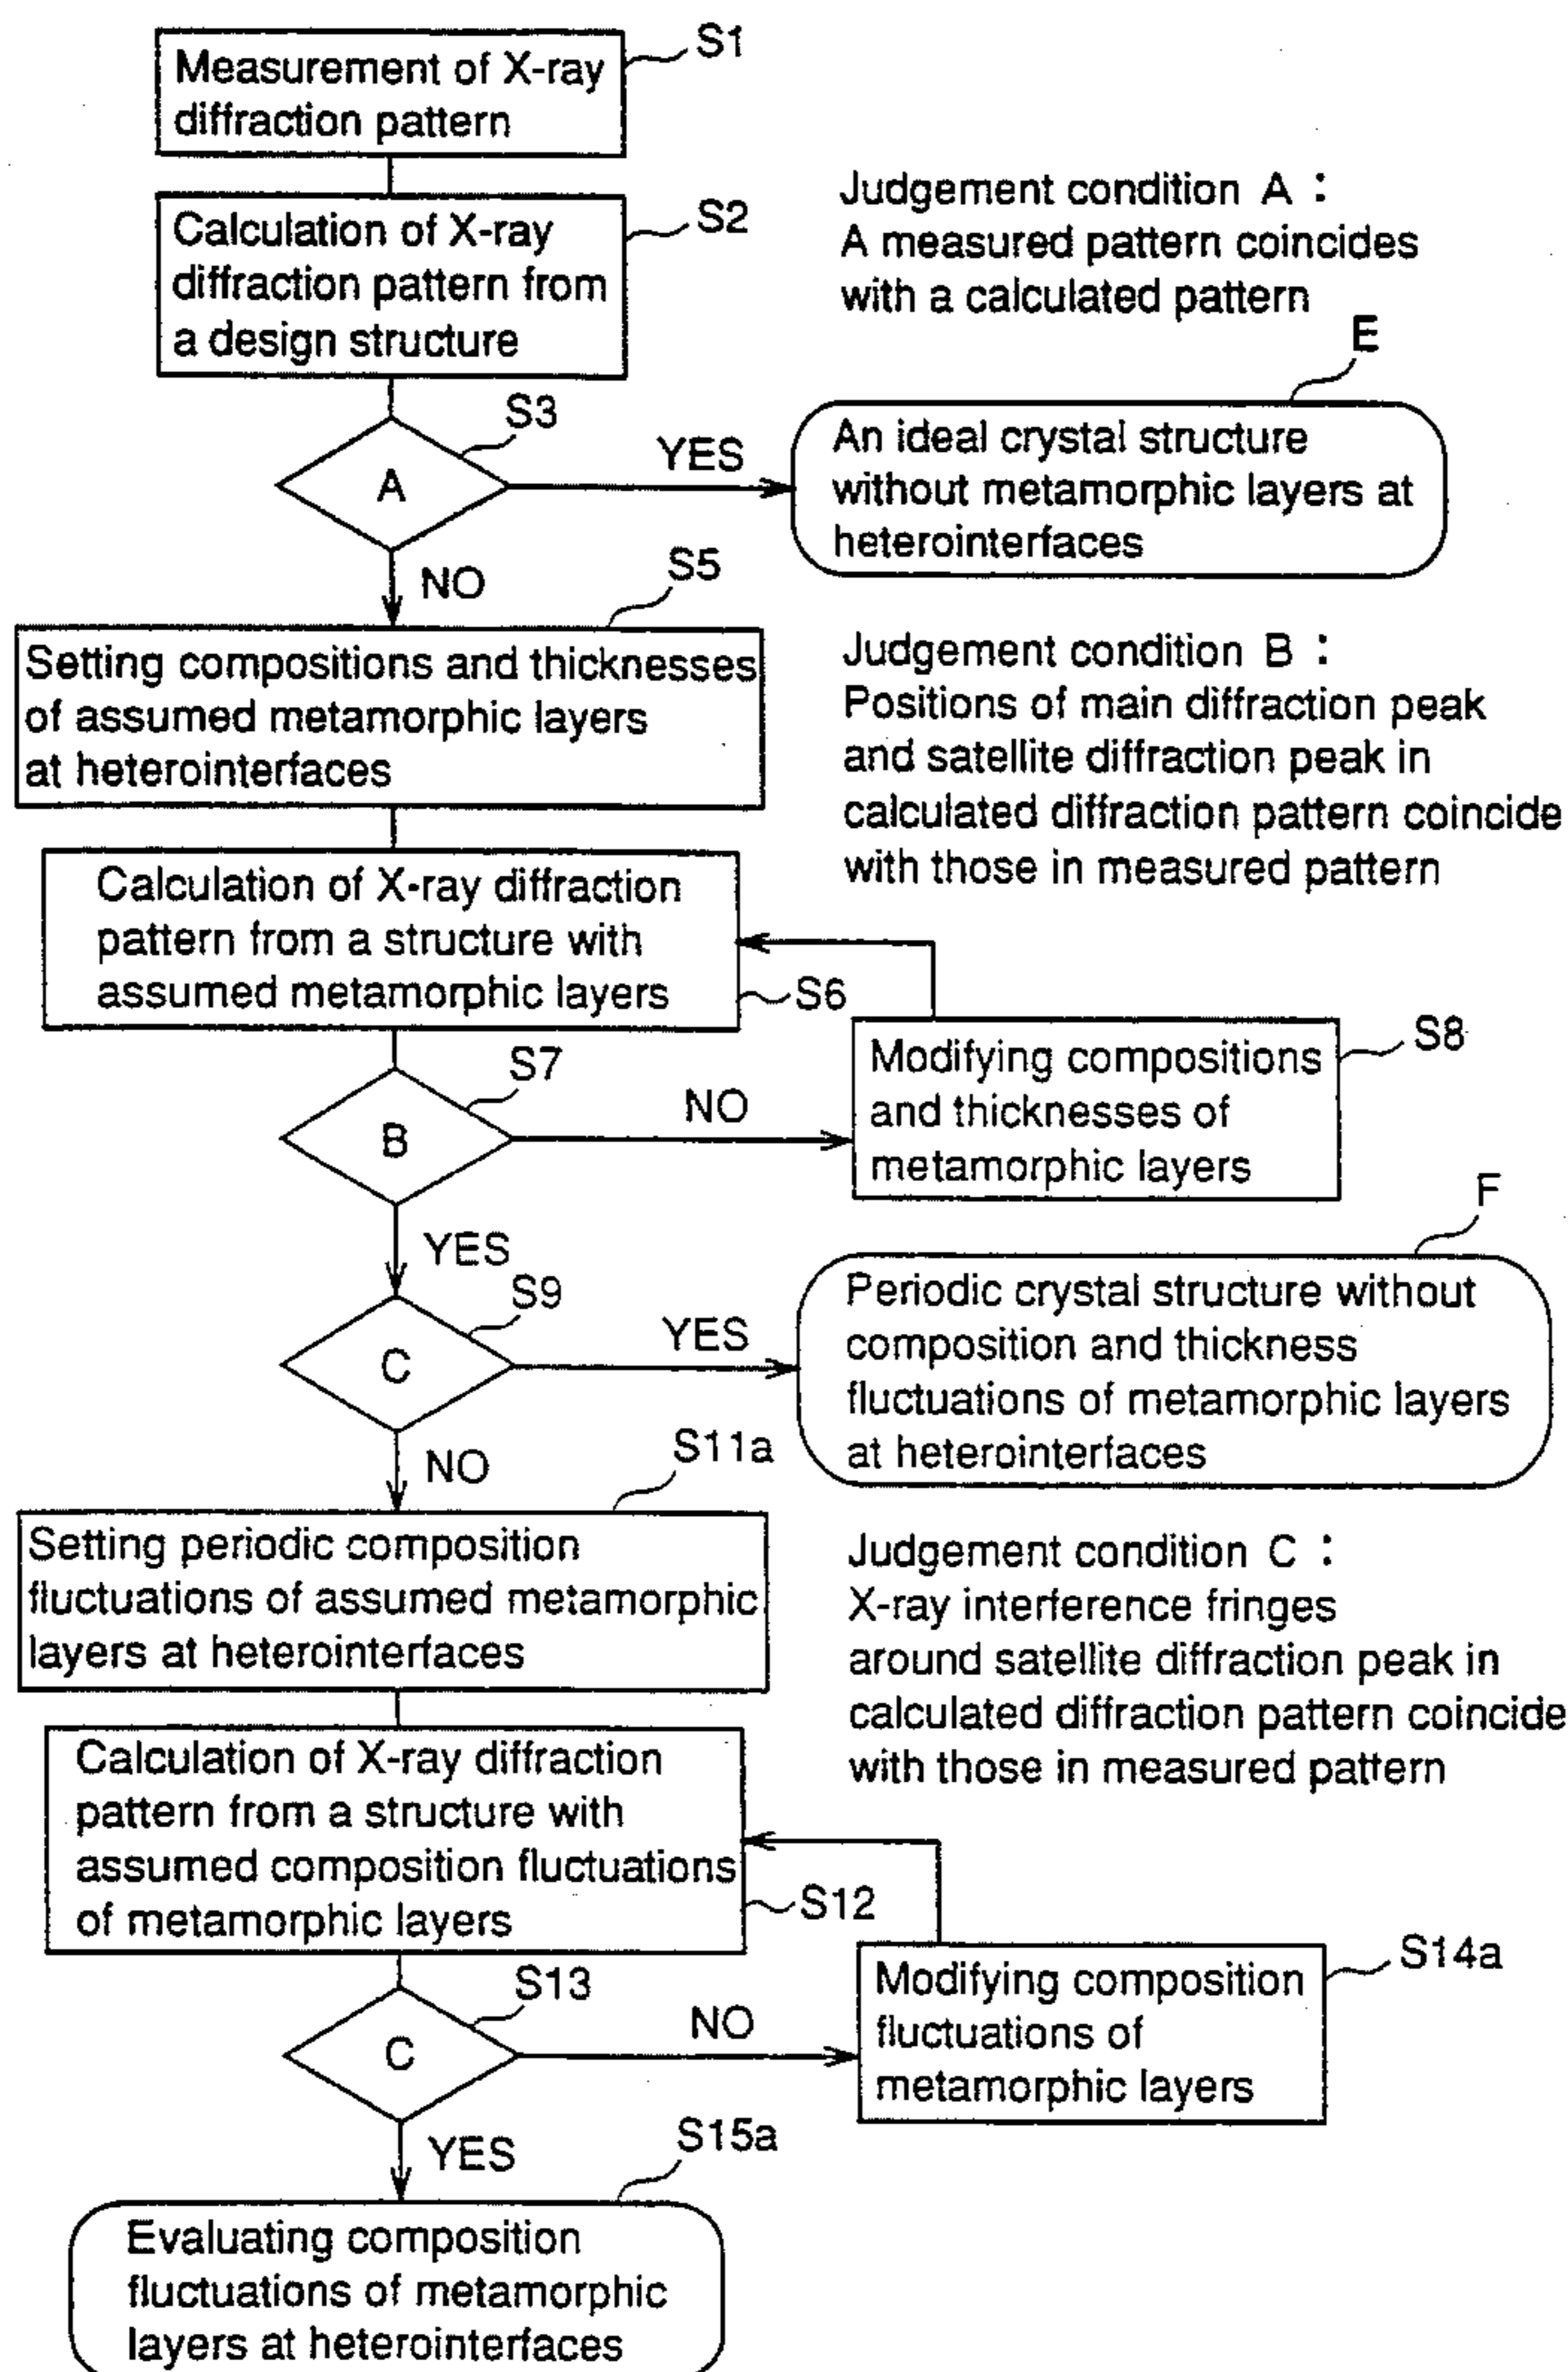 S1
Measurement of X-ray
diffraction pattern
S2
Calculation of X-ray
diffraction pattern from
a design structure
Judgement condition A :
A measured pattern coincides
with a calculated pattern
S3
A
YES
E
An ideal crystal structure
without metamorphic layers at
heterointerfaces
NO
S5
Setting compositions and thicknesses
of assumed metamorphic layers
at heterointerfaces
Judgement condition B :
Positions of main diffraction peak
and satellite diffraction peak in
calculated diffraction pattern coincide
with those in measured pattern
Calculation of X-ray diffraction
pattern from a structure with
assumed metamorphic layers
S6
S7
B
NO
S8
Modifying compositions
and thicknesses of
metamorphic layers
YES
S9
C
YES
F
Periodic crystal structure without
composition and thickness
fluctuations of metamorphic layers
at heterointerfaces
NO
S11a
Setting periodic composition
fluctuations of assumed metamorphic
layers at heterointerfaces
Judgement condition C :
X-ray interference fringes
around satellite diffraction peak in
calculated diffraction pattern coincide
with those in measured pattern
Calculation of X-ray diffraction
pattern from a structure with
assumed composition fluctuations
of metamorphic layers
S12
S13
C
NO
S14a
Modifying composition
fluctuations of
metamorphic layers
YES
S15a
Evaluating composition
fluctuations of metamorphic
layers at heterointerfaces